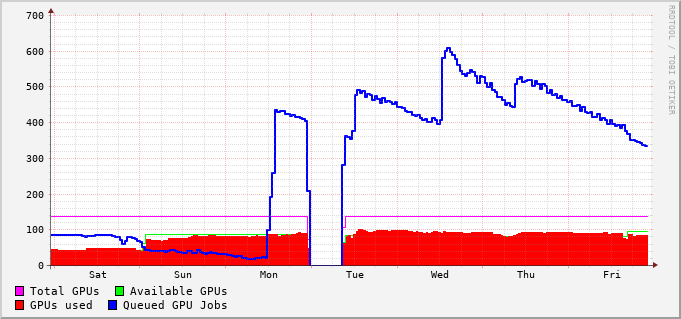 700
600
500
400
300
200
100
0
Sat Sun Mon Tue Wed Thu Fri
Total GPUs Available GPUs
GPUs used Queued GPU Jobs
RRDTOOL / TOBI OETIKER